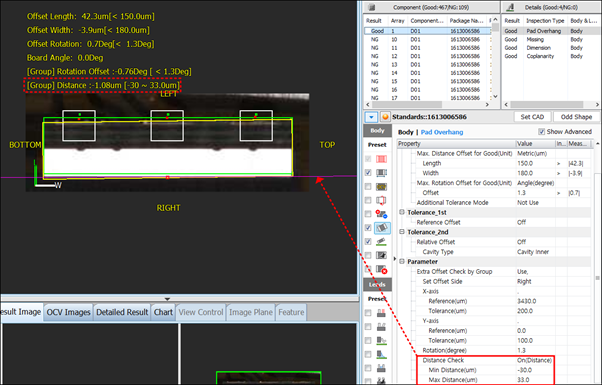 Offset Length: 42.3um[< 150.0um]
Offset Width: -3.9um[< 180.0um]
Offset Rotation: 0.7Deg[< 1.3Deg]
Board Angle: 0.0Deg
[Group] Rotation Offset :-0.76Deg [ < 1.3Deg]
[Group] Distance :-1.08um [-30 ~ 33.0um]
LEFT
BOTTOM
TOP
W
RIGHT
esult Image
OCV Images
Detailed Result
Chart
View Control
Image Plane
Feature
Component (Good:467/NG:109)
Result Array Component... Package Na...
Good 1 D01 1613006586
NG 10 D01 1613006586
NG 11 D01 1613006586
NG 12 D01 1613006586
NG 13 D01 1613006586
NG 14 D01 1613006586
NG 15 D01 1613006586
NG 16 D01 1613006586
Details (Good:4/NG:0)
Result Inspection Type Body & L...
Good Pad Overhang Body
Good Missing Body
Good Dimension Body
Good Coplanarity Body
Standards::1613006586
Set CAD
Odd Shape
Body
Preset
Leads
Preset
Body | Pad Overhang
Show Advanced
Property Value In... Meas...
Max. Distance Offset for Good(Unit) Metric(um)
Length 150.0 > |42.3|
Width 180.0 > |-3.9|
Max. Rotation Offset for Good(Unit) Angle(degree)
Offset 1.3 > |0.7|
Additional Tolerance Mode Not Use
Tolerance_1st
Reference Offset Off
Tolerance_2nd
Relative Offset Off
Cavity Type Cavity Inner
Parameter
Extra Offset Check by Group Use,
Set Offset Side Right
X-axis
Reference(um) 3430.0
Tolerance(um) 200.0
Y-axis
Reference(um) 0.0
Tolerance(um) 100.0
Rotation(degree) 1.3
Distance Check On(Distance)
Min Distance(um) -30.0
Max Distance(um) 33.0